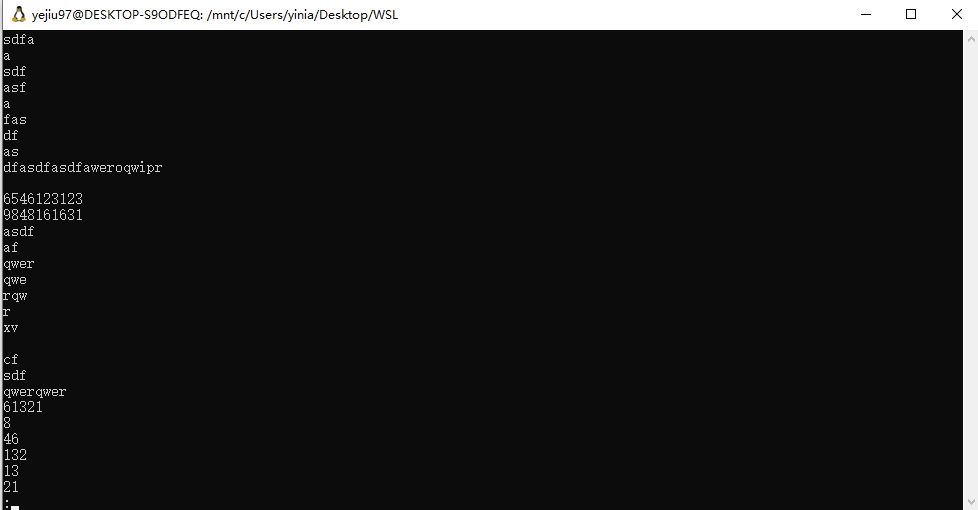 yejiu97@DESKTOP-S9ODFEQ: /mnt/c/Users/yinia/Desktop/WSL
sdfa
a
sdf
asf
a
fas
df
as
dfasdfasdfaweroqwipr
6546123123
9848161631
asdf
af
qwer
qwe
rqw
r
xv
cf
sdf
qwerqwer
61321
8
46
132
13
21
: